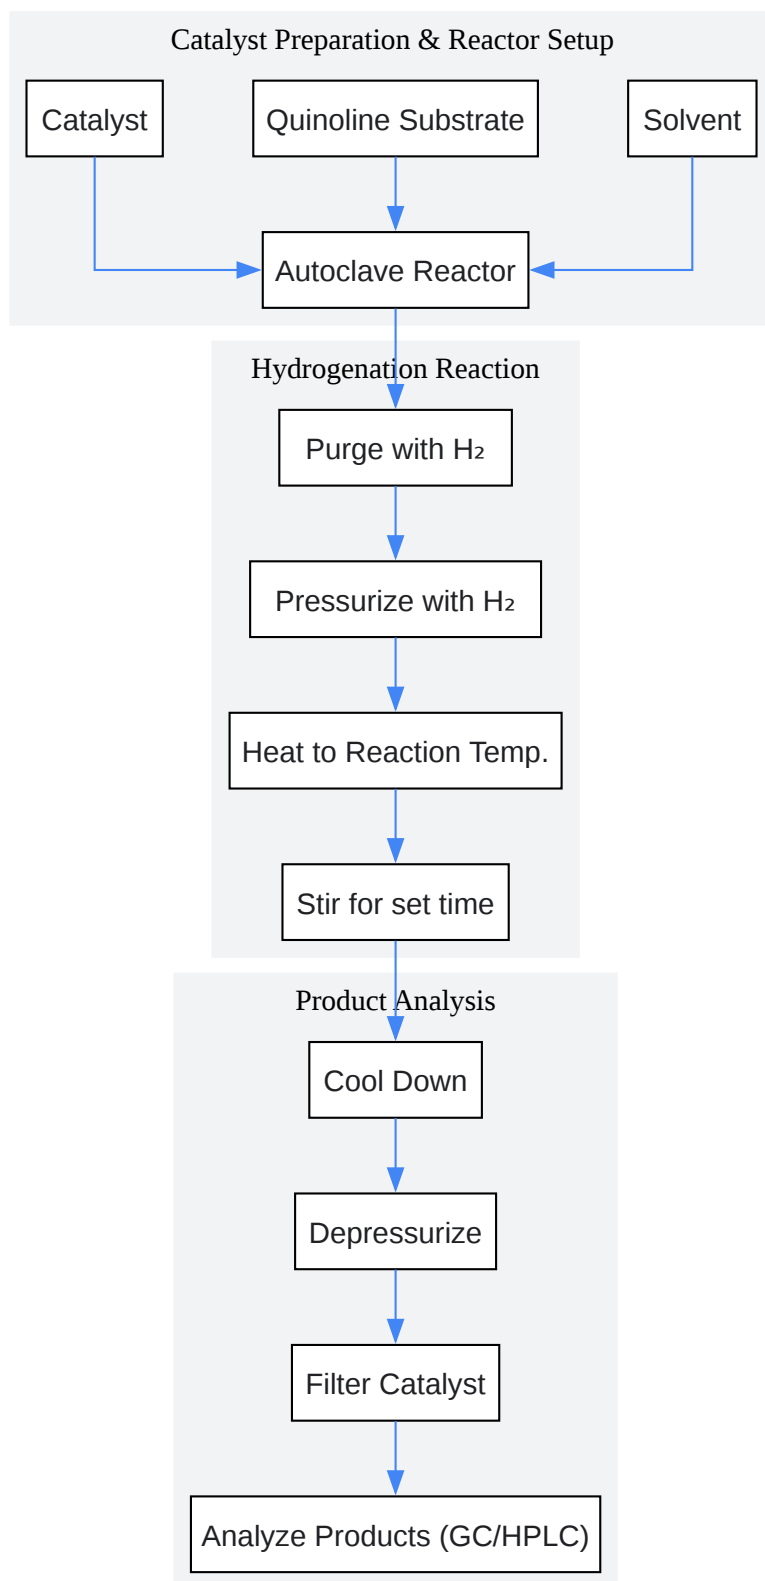 Catalyst Preparation & Reactor Setup
Catalyst
Quinoline Substrate
Solvent
Autoclave Reactor
Hydrogenation Reaction
Purge with H₂
Pressurize with H₂
Heat to Reaction Temp.
Stir for set time
Product Analysis
Cool Down
Depressurize
Filter Catalyst
Analyze Products (GC/HPLC)